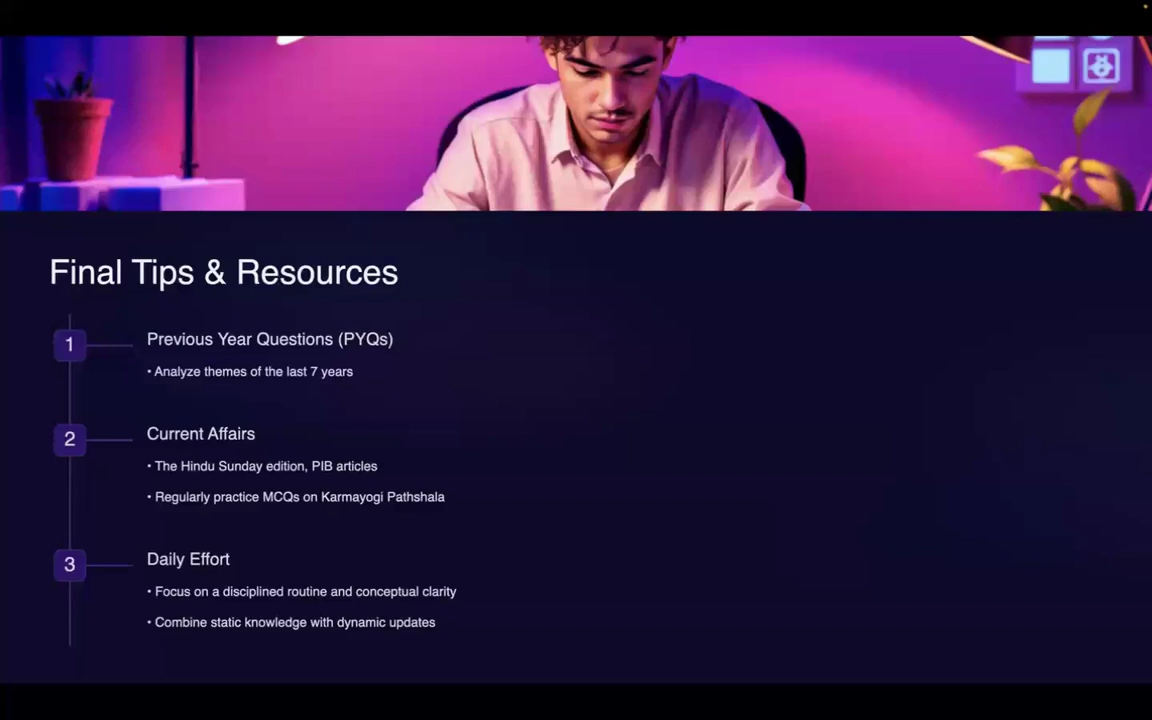 Final Tips & Resources
1
Previous Year Questions (PYQs)
• Analyze themes of the last 7 years
2
Current Affairs
• The Hindu Sunday edition, PIB articles
• Regularly practice MCQs on Karmayogi Pathshala
3
Daily Effort
• Focus on a disciplined routine and conceptual clarity
• Combine static knowledge with dynamic updates